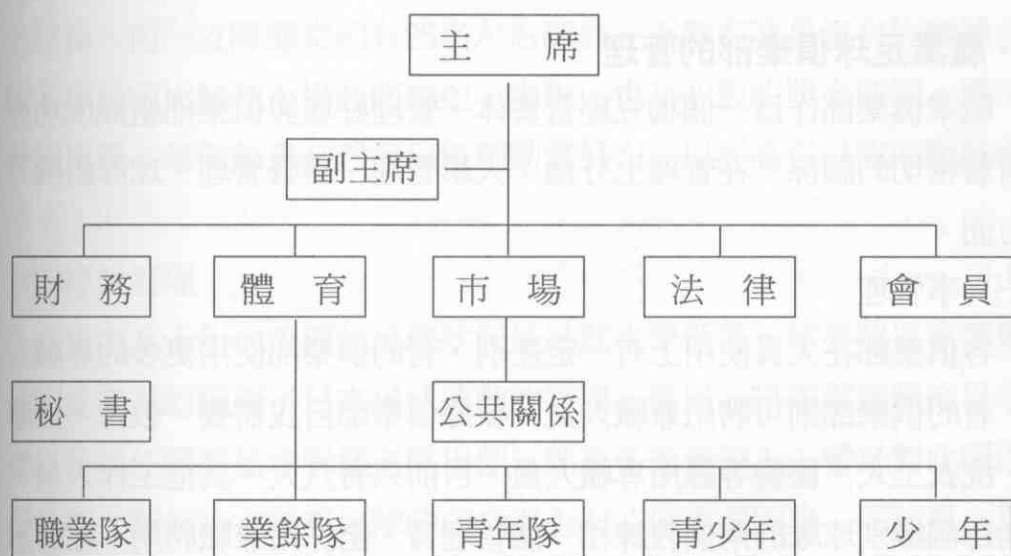 主席
副主席
財務 體育 市場 法律 會員
秘書 公共關係
職業隊 業餘隊 青年隊 青少年 少年